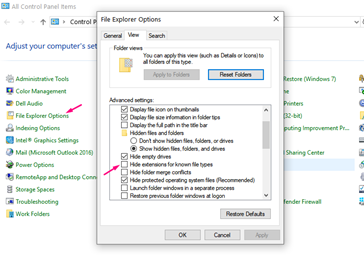 All Control Panel Items
Control Pa
File Explorer Options
General View Search
Folder views
You can apply this view (such as Details or Icons) to
all folders of this type.
Apply to Folders Reset Folders
Advanced settings:
Display file icon on thumbnails
Display file size information in folder tips
Display the full path in the title bar
Hidden files and folders
Don't show hidden files, folders, or drives
Show hidden files, folders, and drives
Hide empty drives
Hide extensions for known file types
Hide folder merge conflicts
Hide protected operating system files (Recommended)
Launch folder windows in a separate process
Restore previous folder windows at logon
Restore Defaults
OK Cancel Apply
Adjust your computer's sett
Administrative Tools
Color Management
Dell Audio
File Explorer Options
Indexing Options
Intel® Graphics Settings
Mail (Microsoft Outlook 2016)
Power Options
RemoteApp and Desktop Connec
Storage Spaces
Troubleshooting
Work Folders
Restore (Windows 7)
(32-bit)
Computing Improvement Pr
Sharing Center
efender Firewall